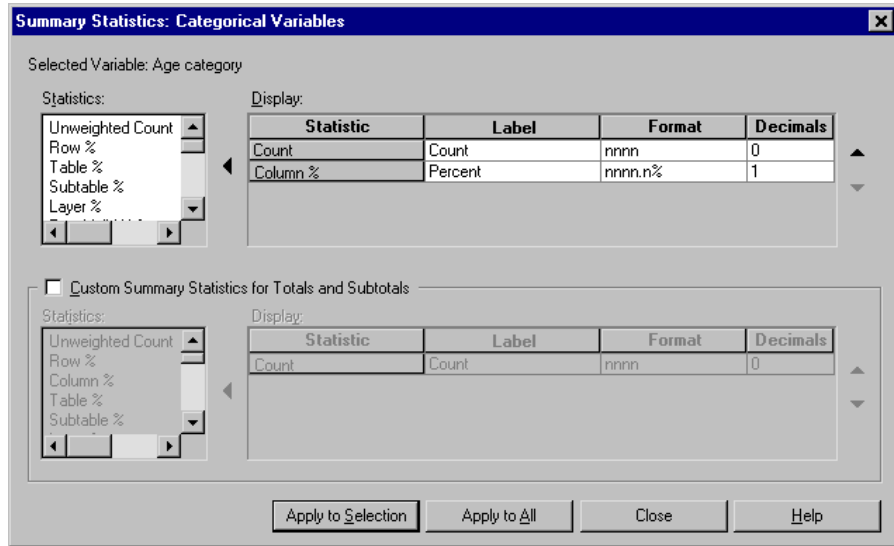 Summary Statistics: Categorical Variables
Selected Variable: Age category
Statistics:
Display:
Unweighted Count
Row %
Table %
Subtable %
Layer %
Statistic Label Format Decimals
Count Count nnnn 0
Column % Percent nnnn.n% 1
Custom Summary Statistics for Totals and Subtotals
Statistics:
Display:
Unweighted Count
Row %
Column %
Table %
Subtable %
Statistic Label Format Decimals
Count Count nnnn 0
Apply to Selection
Apply to All
Close
Help